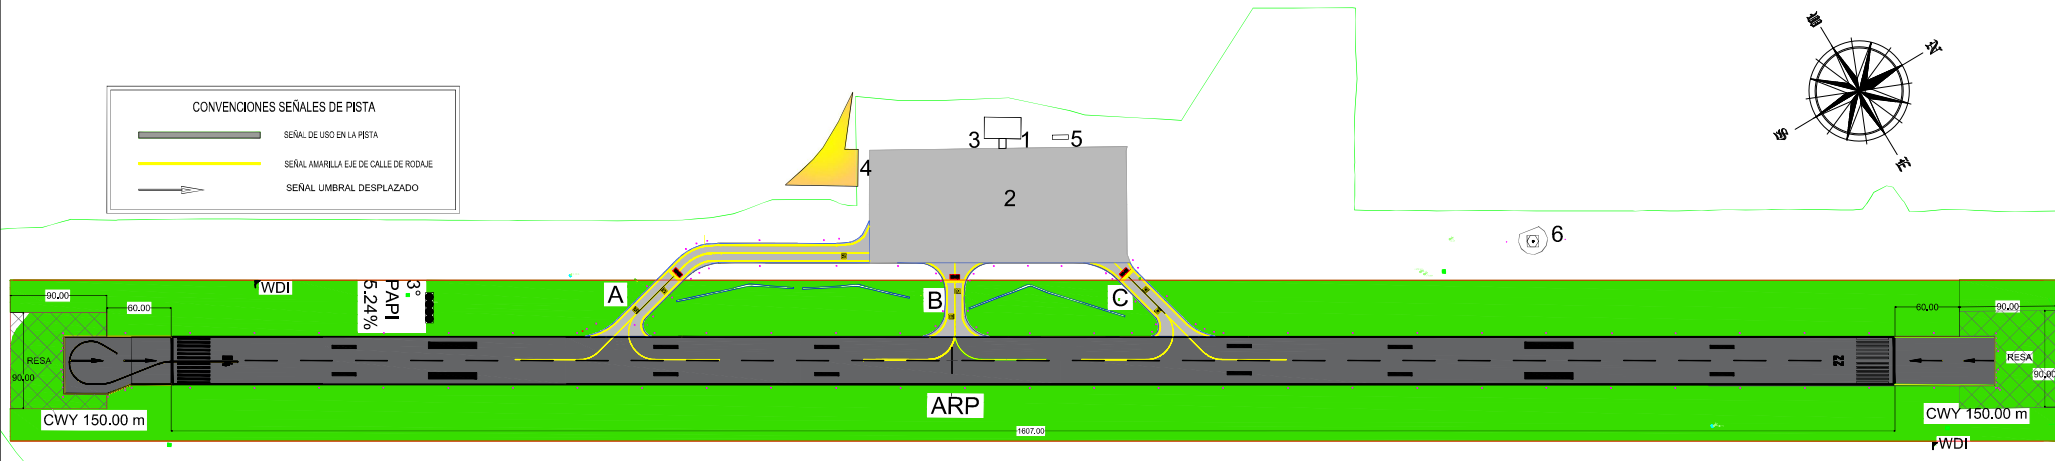 CONVENCIONES SEÑALES DE PISTA
SEÑAL DE USO EN LA PISTA
SEÑAL AMARILLA EJE DE CALLE DE RODAJE
SEÑAL UMBRAL DESPLAZADO
3
1
5
4
2
6
WDI
3°
PAPI
5.24%
A
B
C
90.00
60.00
60.00
90.00
RESA
90.00
22
RESA
90.00
CWY 150.00 m
ARP
CWY 150.00 m
1607.00
WDI